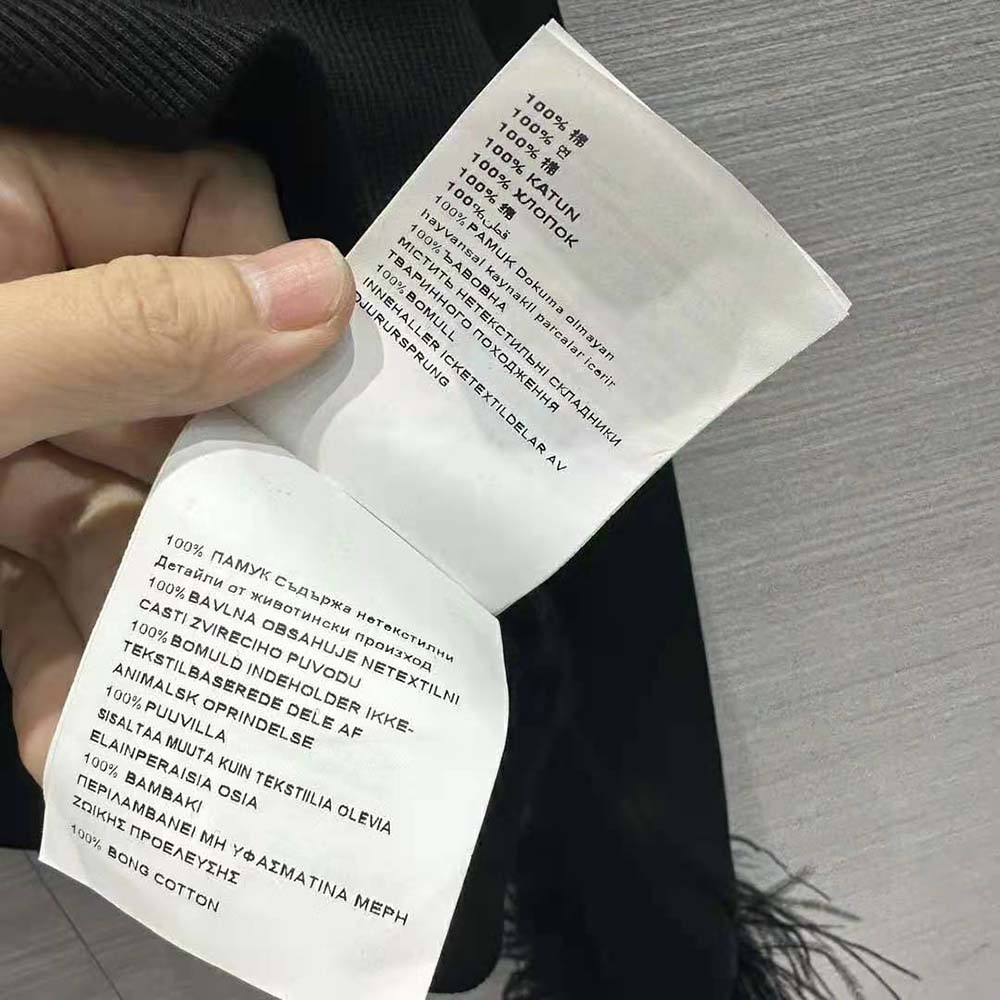 100% 棉
100% 면
100% 棉
100% KATUN
100% ХЛОПОК
100% 棉
100% قطن
100% PAMUK Dokuma olmayan
hayvansal kaynakli parcalar icerir
100% БАВОВНА
МІСТИТЬ НЕТЕКСТИЛЬНІ СКЛАДНИКИ
ТВАРИННОГО ПОХОДЖЕННЯ
100% BOMULL
INNEHALLER ICKETEXTILDELAR AV
DJURURSPRUNG
100% ПАМУК Съдържа нетекстилни
Детайли от животински произход
100% BAVLNA OBSAHUJE NETEXTILNI
CASTI ZVIRECIHO PUVODU
100% BOMULD INDEHOLDER IKKE-
TEKSTILBASEREDE DELE AF
ANIMALSK OPRINDELSE
100% PUUVILLA
SISALTAA MUUTA KUIN TEKSTIILIA OLEVIA
ELAINPERAISIA OSIA
100% BAMBAKI
ΠΕΡΙΛΑΜΒΑΝΕΙ ΜΗ ΥΦΑΣΜΑΤΙΝΑ ΜΕΡΗ
ΖΩΙΚΗΣ ΠΡΟΕΛΕΥΣΗΣ
100% BONG COTTON